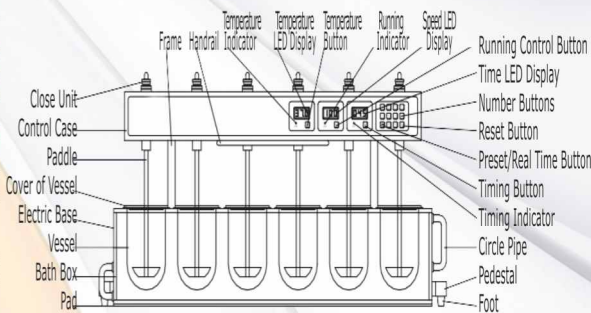 Frame
Handrail
Temperature
Indicator
Temperature
LED Display
Temperature
Button
Running
Indicator
Speed LED
Display
Close Unit
Control Case
Paddle
Cover of Vessel
Electric Base
Vessel
Bath Box
Pad
Running Control Button
Time LED Display
Number Buttons
Reset Button
Preset/Real Time Button
Timing Button
Timing Indicator
Circle Pipe
Pedestal
Foot